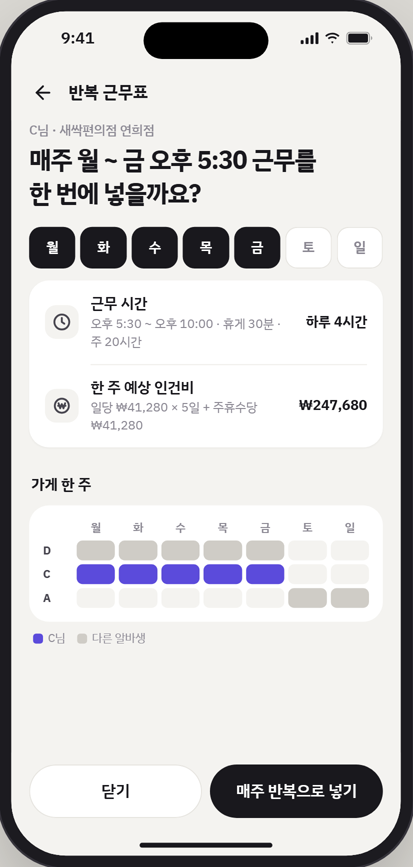 9:41
반복 근무표
C님 · 새싹편의점 연희점
매주 월 ~ 금 오후 5:30 근무를
한 번에 넣을까요?
월 화 수 목 금 토 일
근무 시간
오후 5:30 ~ 오후 10:00 · 휴게 30분 ·
주 20시간
하루 4시간
한 주 예상 인건비
일당 ₩41,280 × 5일 + 주휴수당
₩41,280
₩247,680
가게 한 주
월 화 수 목 금 토 일
D
C
A
C님 다른 알바생
닫기 매주 반복으로 넣기